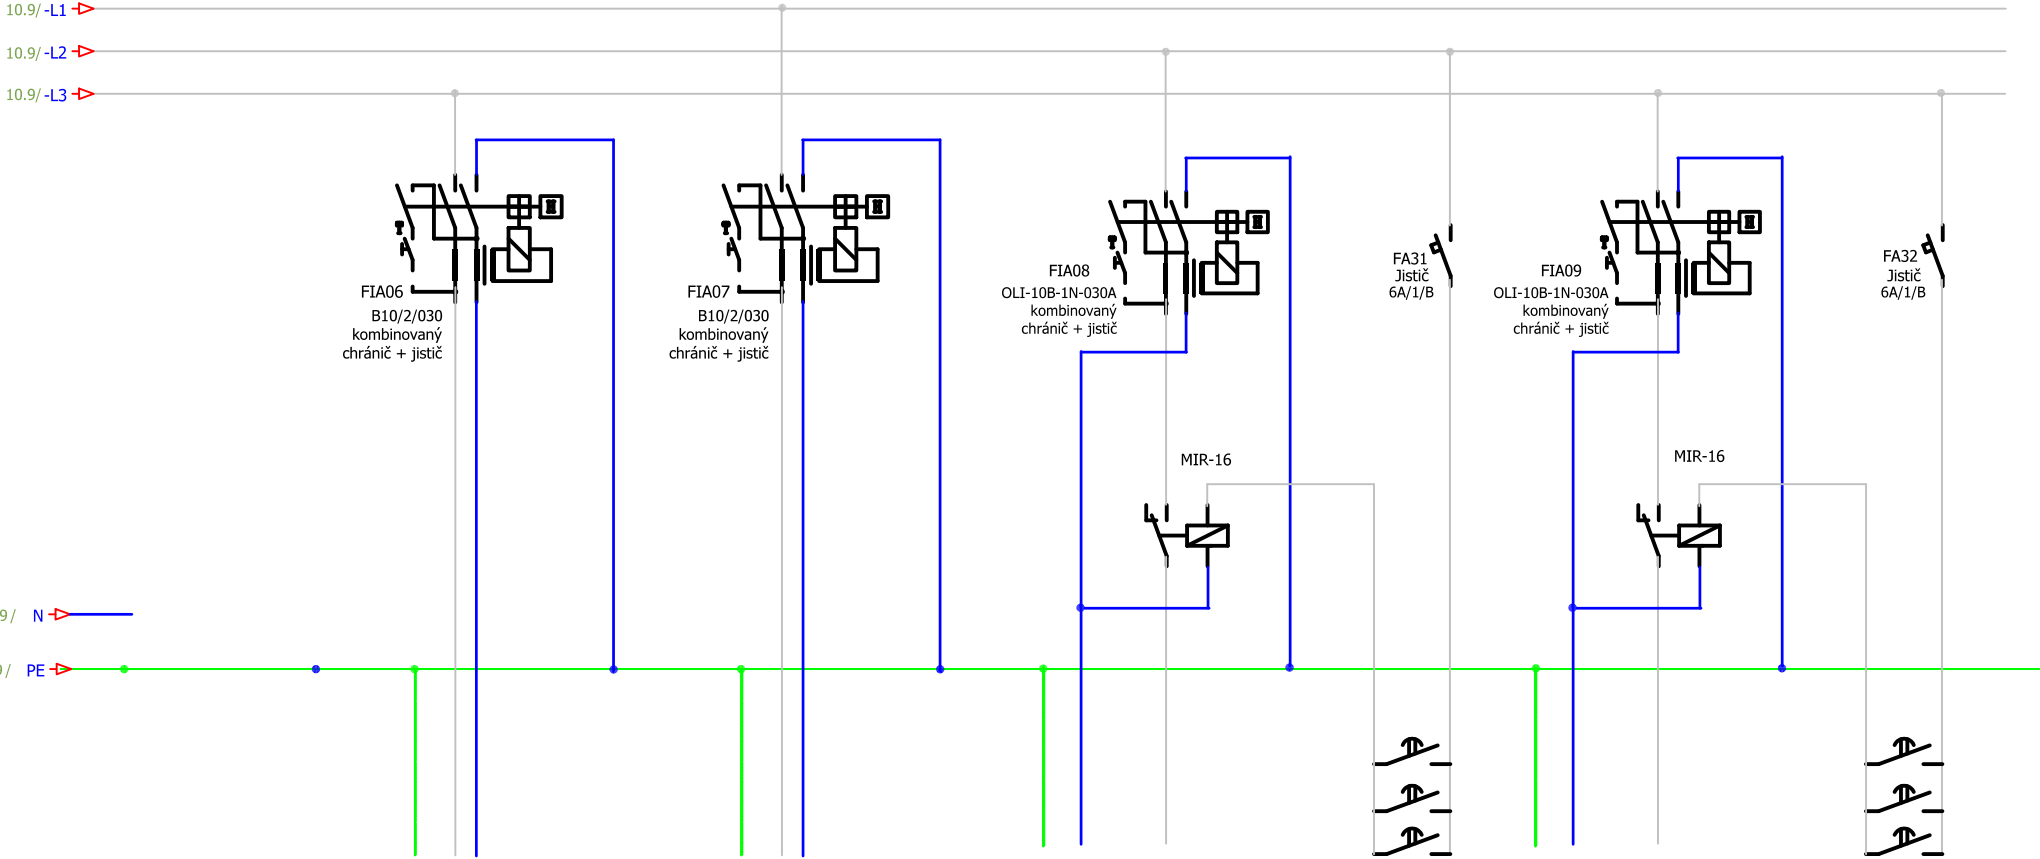 10.9/ -L1
10.9/ -L2
10.9/ -L3
FIA06
B10/2/030
kombinovaný
chránič + jistič
FIA07
B10/2/030
kombinovaný
chránič + jistič
FIA08
OLI-10B-1N-030A
kombinovaný
chránič + jistič
FA31
Jistič
6A/1/B
FIA09
OLI-10B-1N-030A
kombinovaný
chránič + jistič
FA32
Jistič
6A/1/B
MIR-16
MIR-16
9/ N
9/ PE